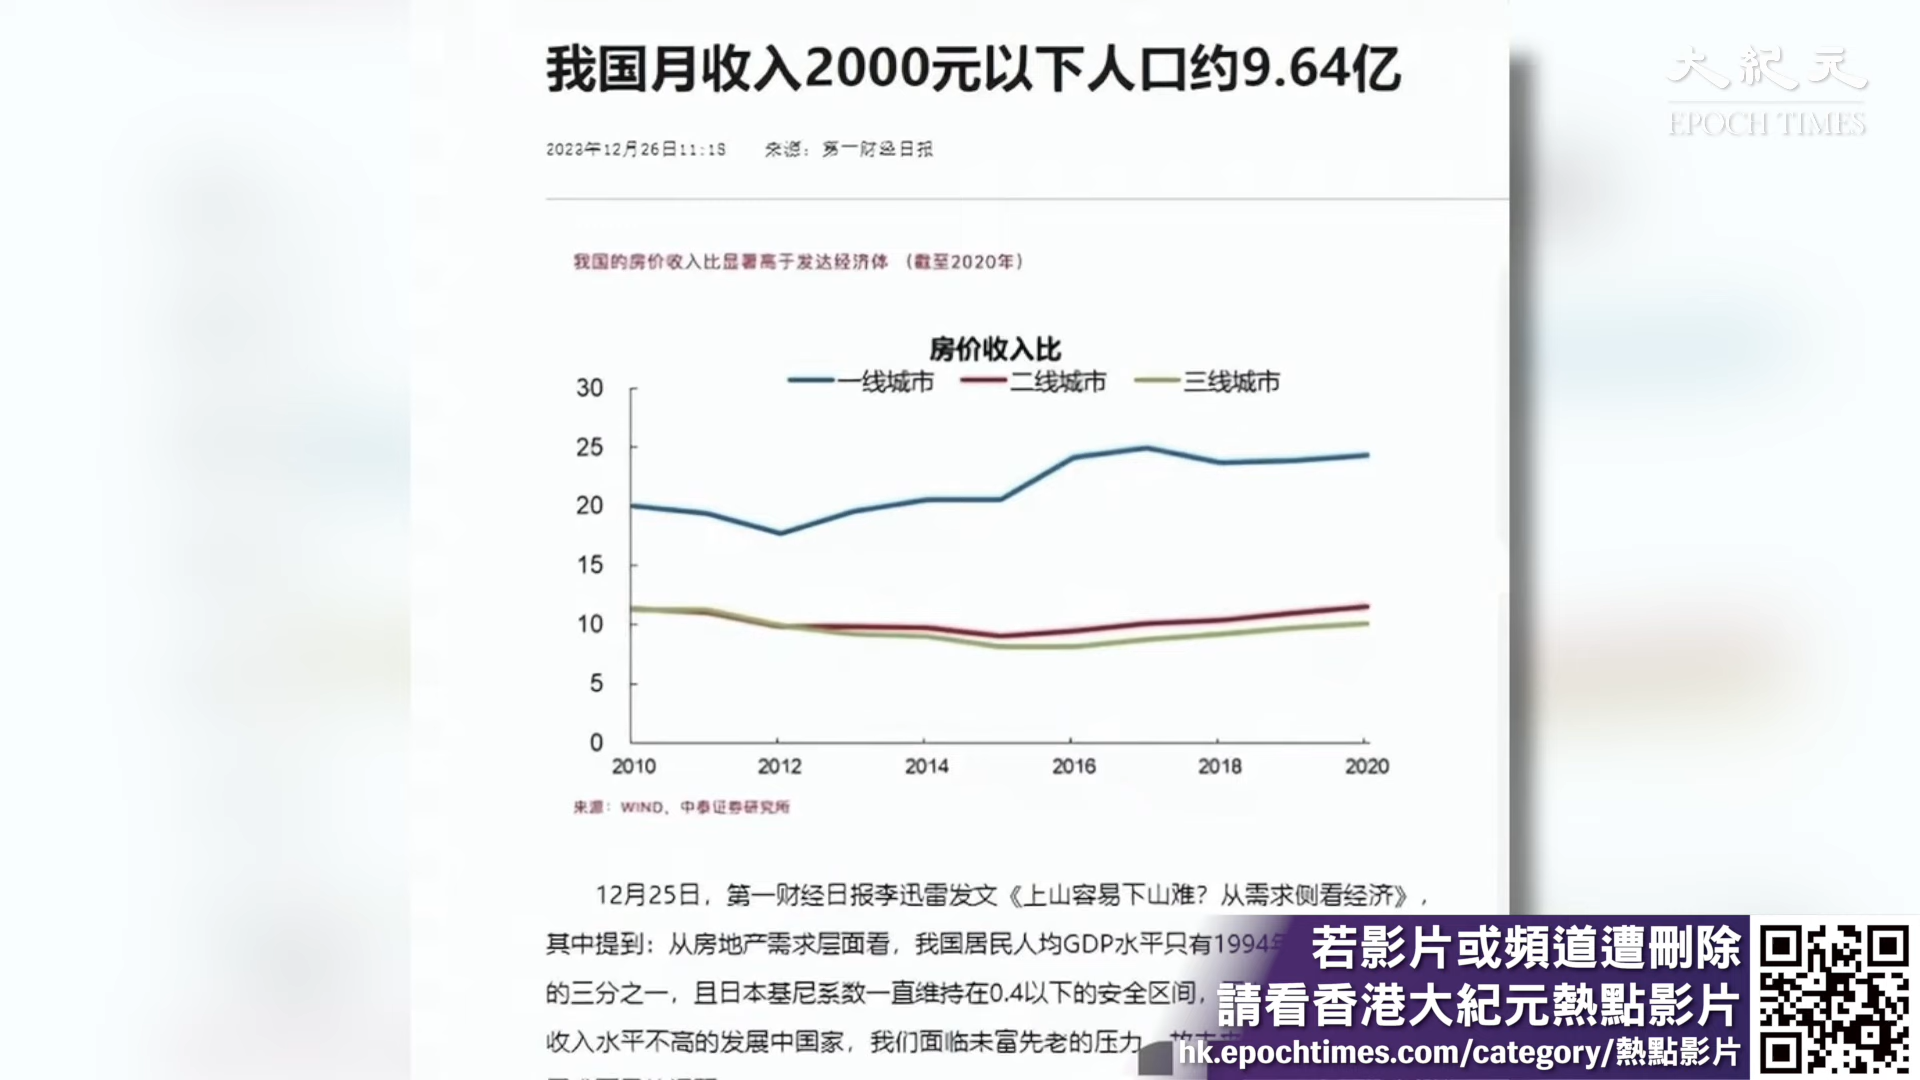 我国月收入2000元以下人口约9.64亿
大紀元
EPOCH TIMES
2023年12月26日11:18 来源：第一财经日报
我国的房价收入比显著高于发达经济体 （截至2020年）
房价收入比
一线城市 二线城市 三线城市
30
25
20
15
10
5
0
2010 2012 2014 2016 2018 2020
来源：WIND，中泰证券研究所
12月25日，第一财经日报李迅雷发文《上山容易下山难？从需求侧看经济》，
其中提到：从房地产需求层面看，我国居民人均GDP水平只有1994年
的三分之一，且日本基尼系数一直维持在0.4以下的安全区间，
收入水平不高的发展中国家，我们面临未富先老的压力
若影片或頻道遭刪除
請看香港大紀元熱點影片
hk.epochtimes.com/category/熱點影片